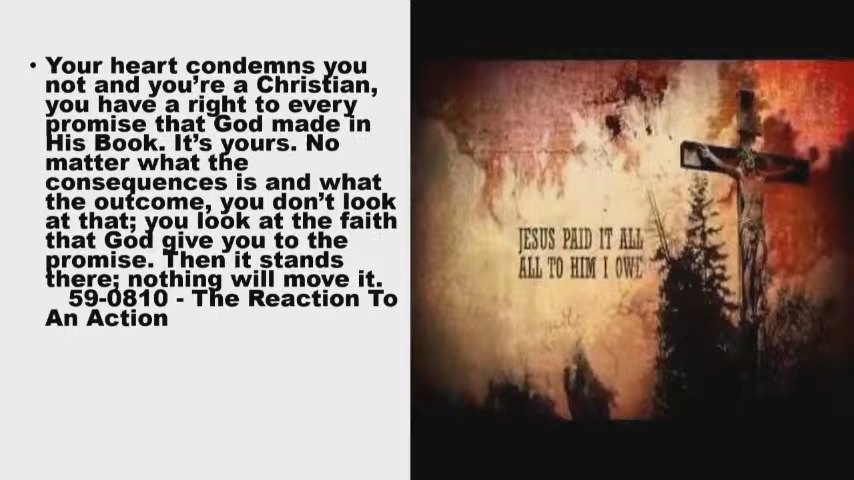 • Your heart condemns you
not and you're a Christian,
you have a right to every
promise that God made in
His Book. It's yours. No
matter what the
consequences is and what
the outcome, you don't look
at that; you look at the faith
that God give you to the
promise. Then it stands
there; nothing will move it.
59-0810 - The Reaction To
An Action
JESUS PAID IT ALL
ALL TO HIM I OWE